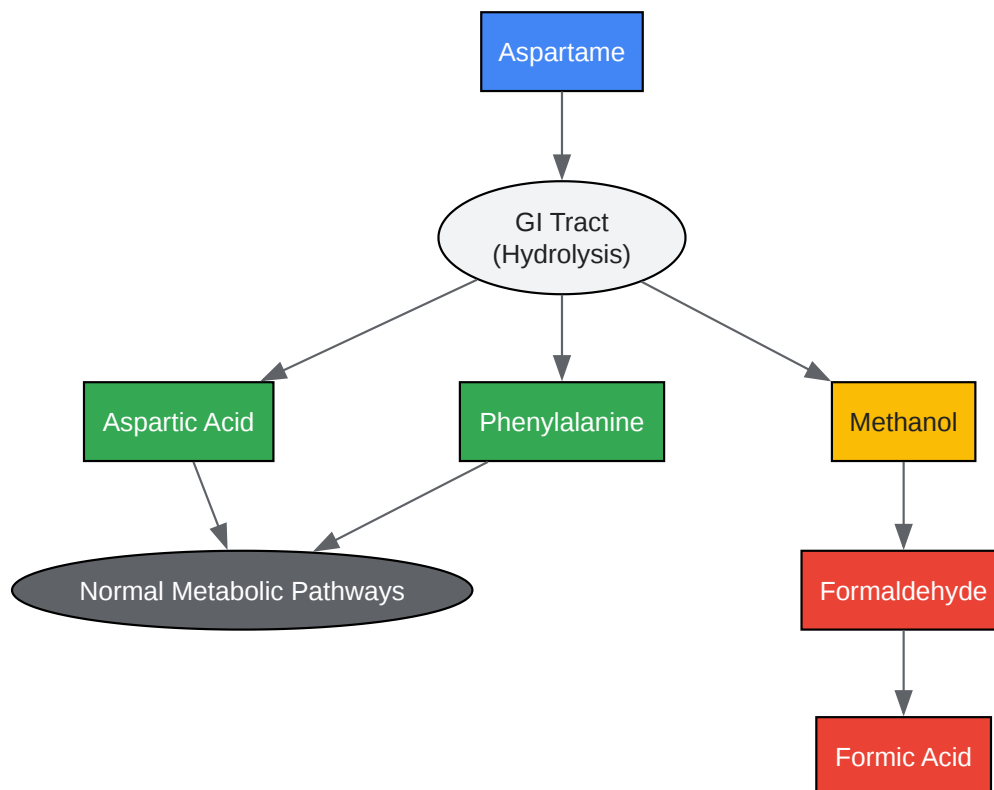 Aspartame
GI Tract
(Hydrolysis)
Aspartic Acid
Phenylalanine
Methanol
Normal Metabolic Pathways
Formaldehyde
Formic Acid